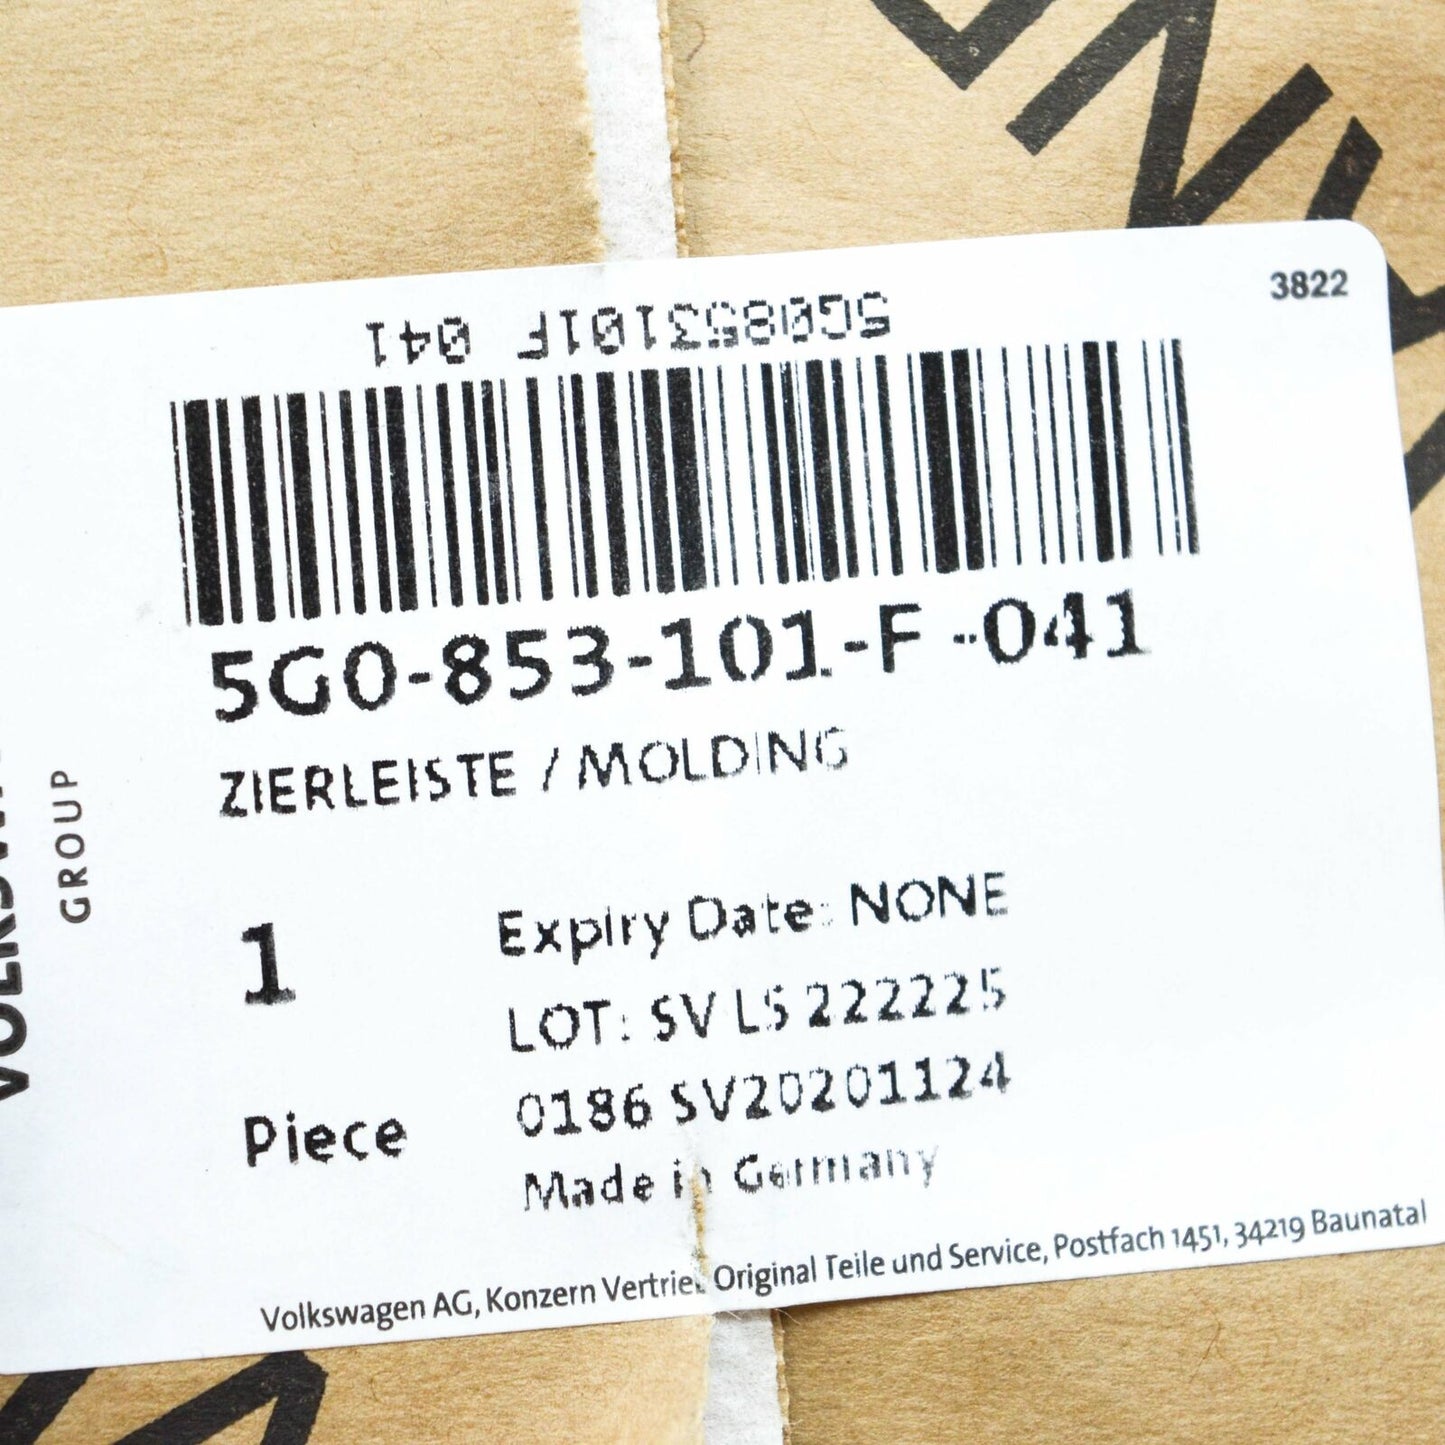 3822
5G0853101F 041
5G0-853-101-F -041
ZIERLEISTE / MOLDING
GROUP
1
Piece
Expiry Date: NONE
LOT: SV LS 222225
0186 SV20201124
Made in Germany
Volkswagen AG, Konzern Vertrieb Original Teile und Service, Postfach 1451, 34219 Baunatal